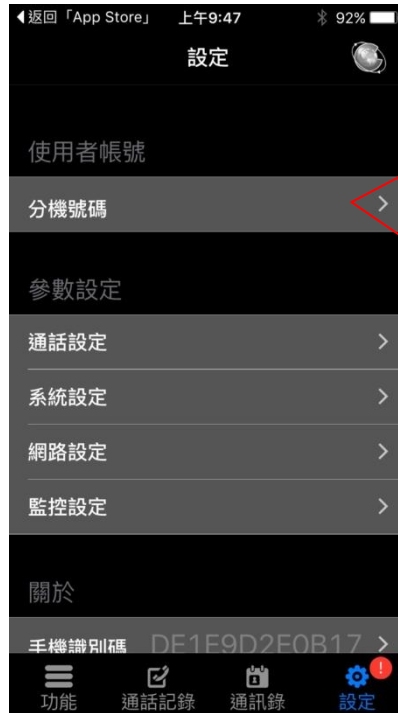 返回「App Store」 上午9:47 92%
設定
使用者帳號
分機號碼
參數設定
通話設定
系統設定
網路設定
監控設定
關於
手機識別碼 DE1E9D2E0B17
功能 通話記錄 通訊錄 設定